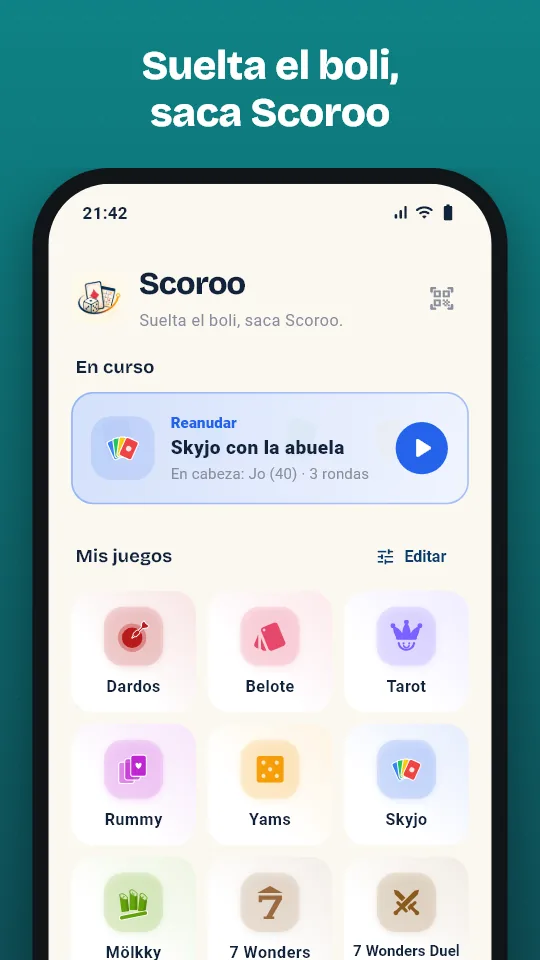 Suelta el boli,
saca Scoroo
21:42
Scoroo
Suelta el boli, saca Scoroo.
En curso
Reanudar
Skyjo con la abuela
En cabeza: Jo (40) · 3 rondas
Mis juegos
Editar
Dardos
Belote
Tarot
Rummy
Yams
Skyjo
Mölkky
7 Wonders
7 Wonders Duel